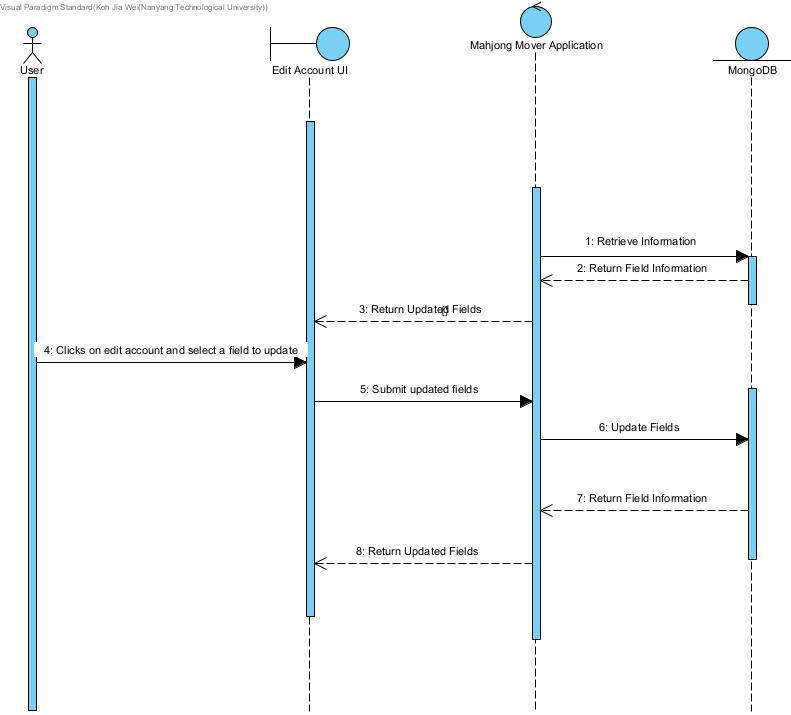 Visual Paradigm Standard(Koh Jia Wei(Nanyang Technological University))
User
Edit Account UI
Mahjong Mover Application
MongoDB
1: Retrieve Information
2: Return Field Information
3: Return Updated Fields
4: Clicks on edit account and select a field to update
5: Submit updated fields
6: Update Fields
7: Return Field Information
8: Return Updated Fields